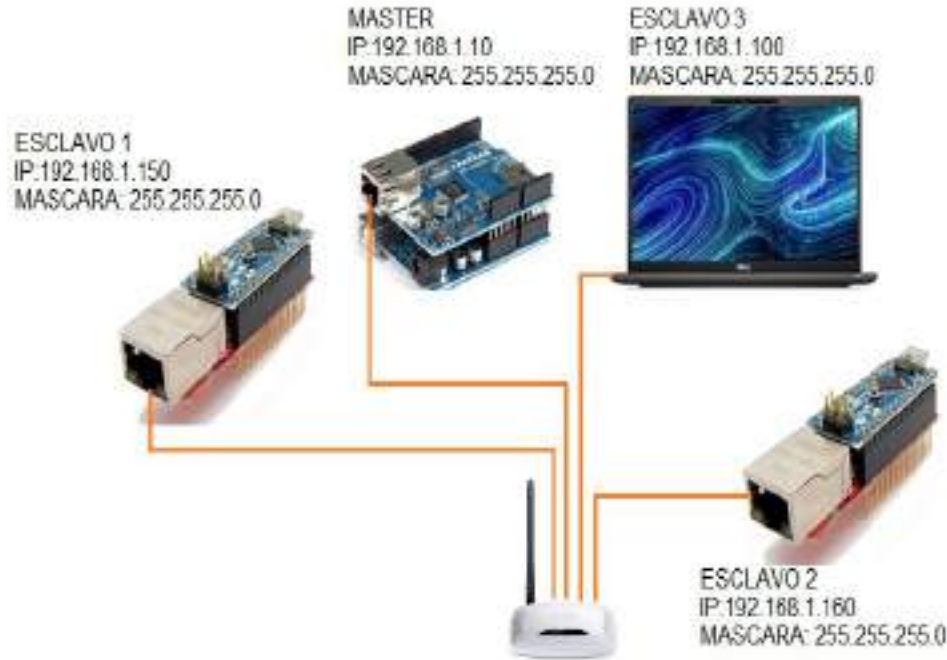 MASTER
IP:192.168.1.10
MASCARA: 255.255.255.0
ESCLAVO 3
IP:192.168.1.100
MASCARA: 255.255.255.0
ESCLAVO 1
IP:192.168.1.150
MASCARA: 255.255.255.0
ESCLAVO 2
IP:192.168.1.160
MASCARA: 255.255.255.0